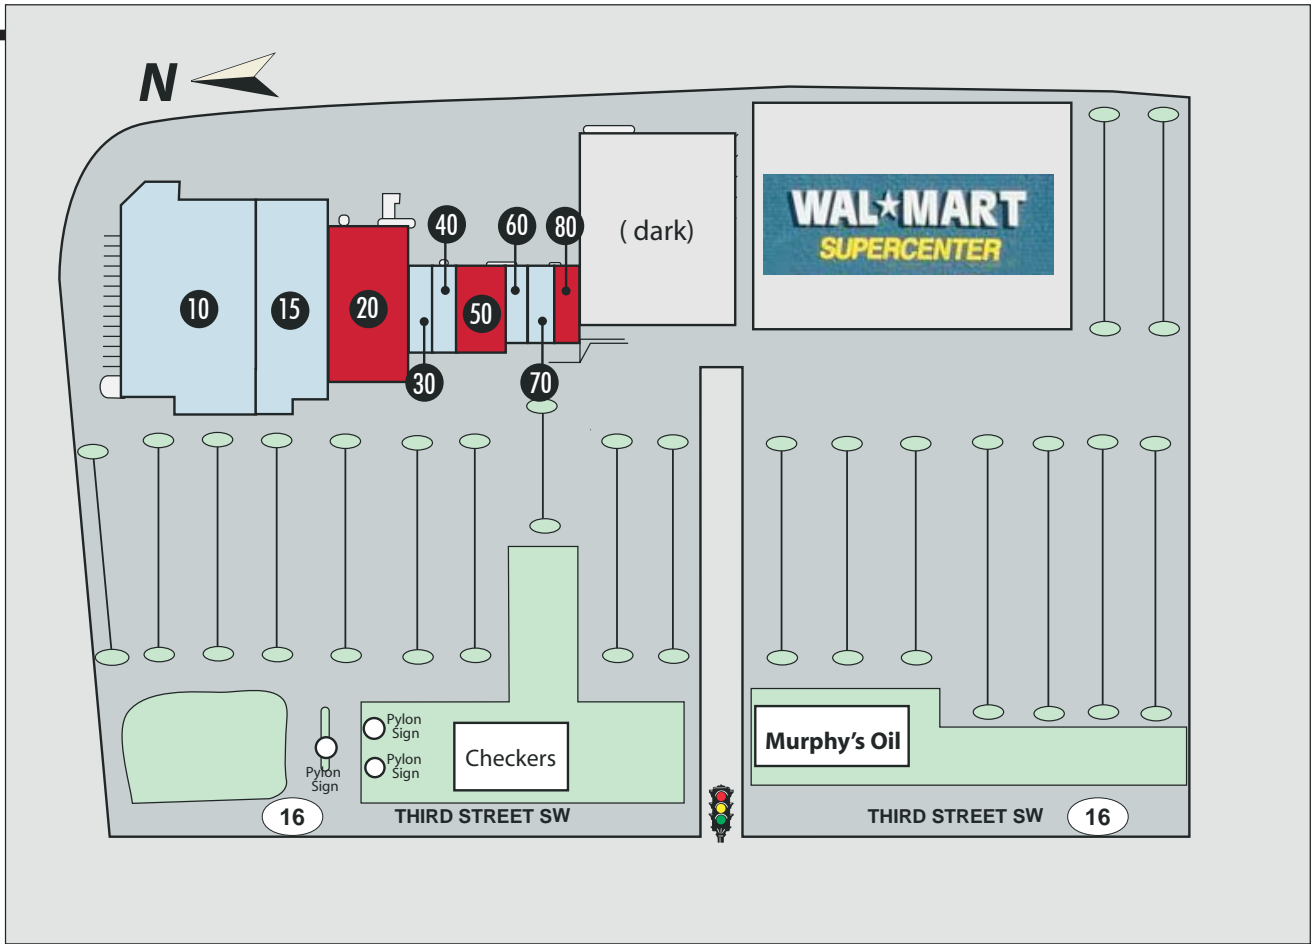 N
WAL★MART
SUPERCENTER
( dark)
40
60
80
10
15
20
50
30
70
Pylon
Sign
Pylon
Sign
Pylon
Sign
Checkers
Murphy's Oil
16
THIRD STREET SW
THIRD STREET SW
16